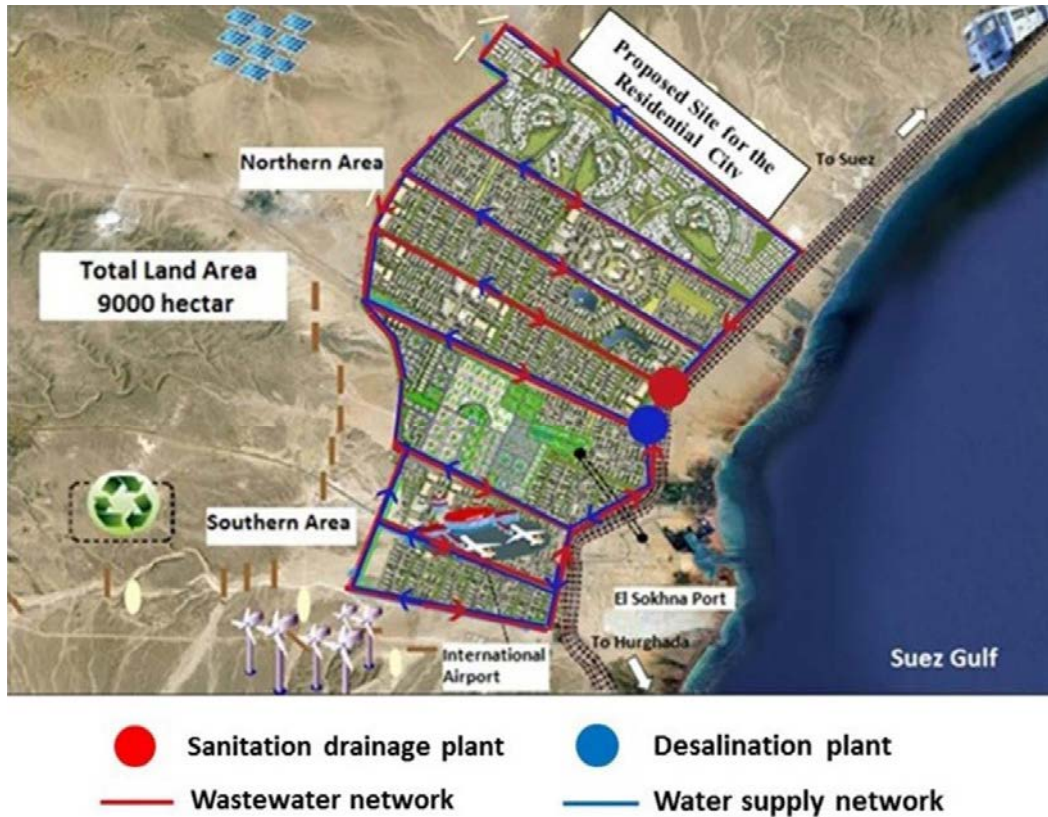 Proposed Site for the
Residential City
To Suez
Northern Area
Total Land Area
9000 hectar
Southern Area
El Sokhna Port
To Hurghada
International
Airport
Suez Gulf
Sanitation drainage plant
Desalination plant
Wastewater network
Water supply network